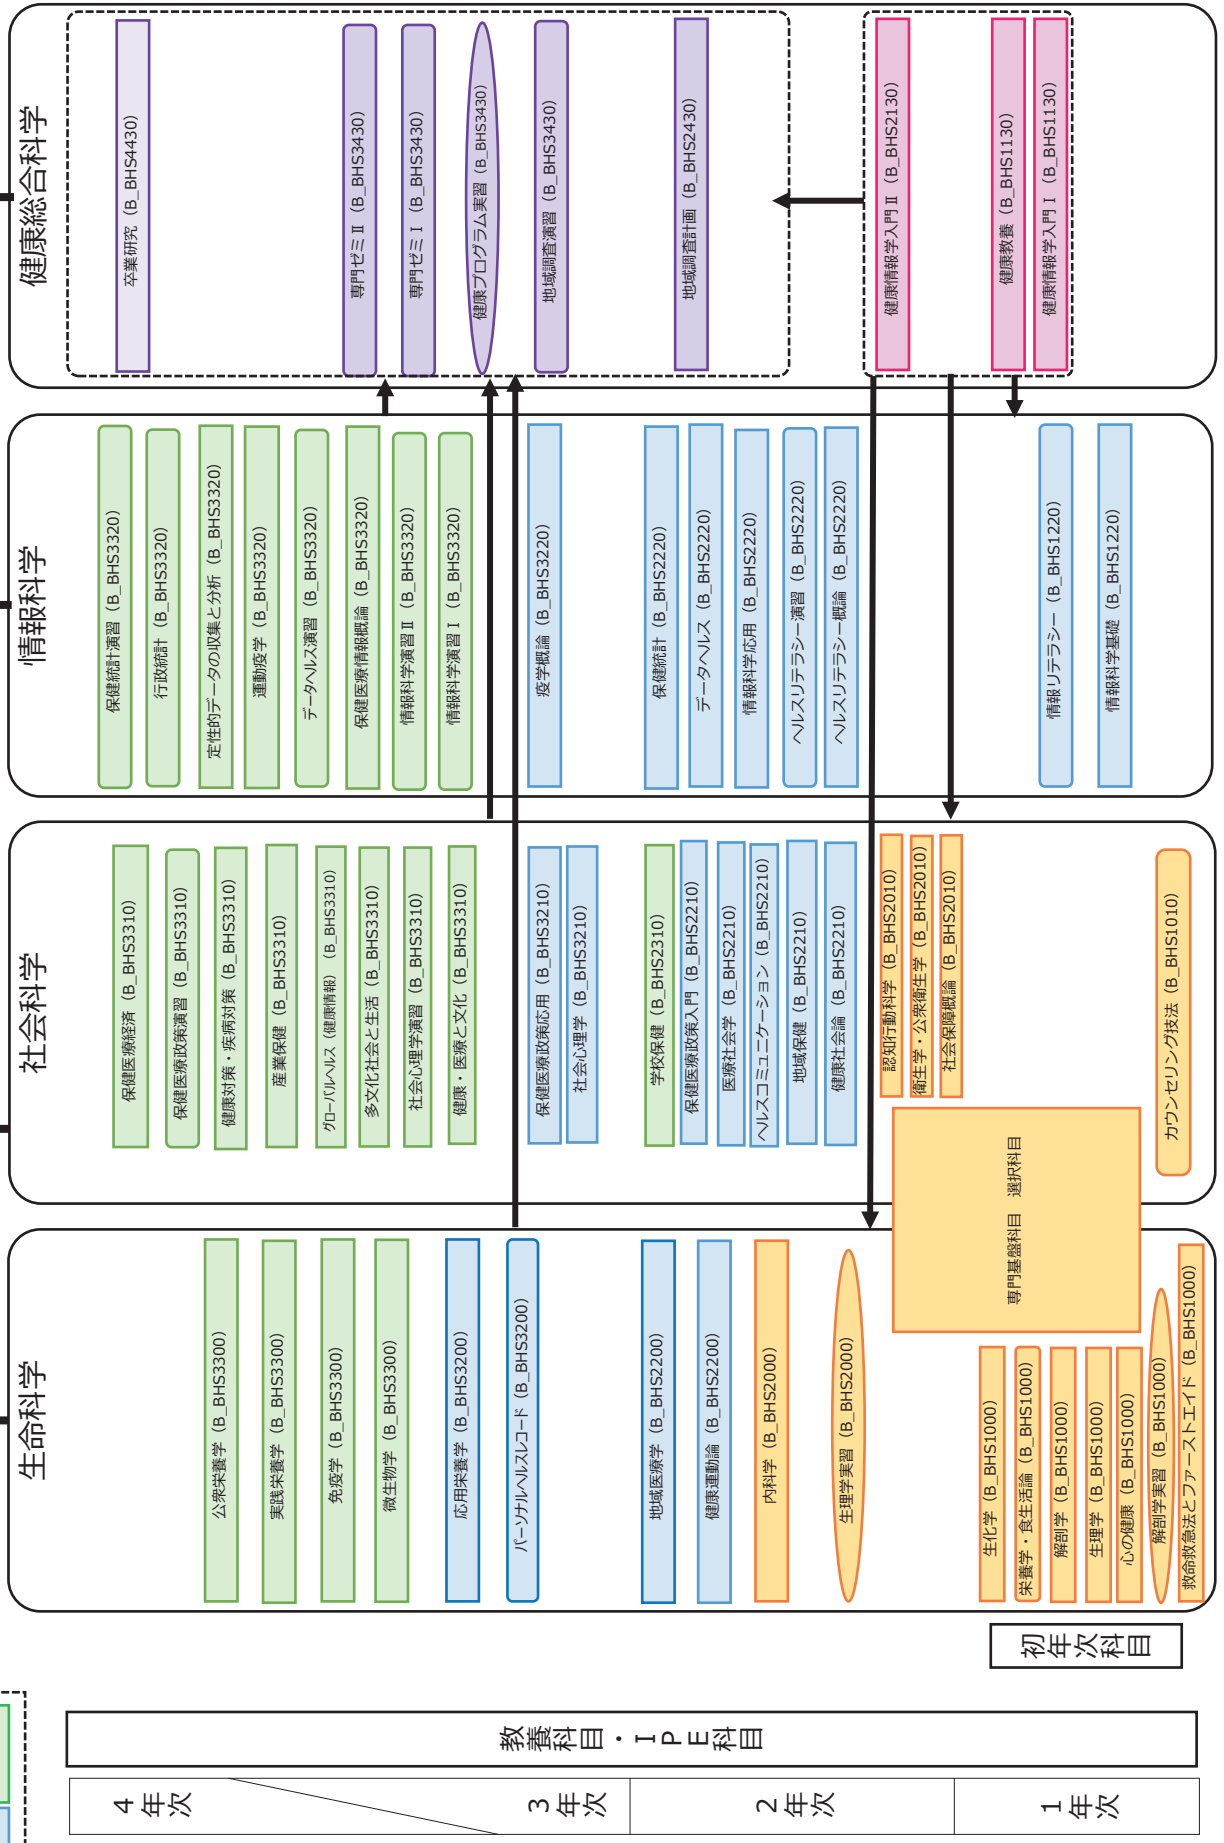 生命科学
公衆栄養学（B_BHS3300）
実践栄養学（B_BHS3300）
免疫学（B_BHS3300）
微生物学（B_BHS3300）
応用栄養学（B_BHS3200）
パーソナルヘルスレコード（B_BHS3200）
地域医療学（B_BHS2200）
健康運動論（B_BHS2200）
内科学（B_BHS2000）
生理学実習（B_BHS2000）
生化学（B_BHS1000）
栄養学・食生活論（B_BHS1000）
解剖学（B_BHS1000）
生理学（B_BHS1000）
心の健康（B_BHS1000）
解剖学実習（B_BHS1000）
救命救急法とファーストエイド（B_BHS1000）
専門基盤科目　選択科目
社会科学
保健医療経済（B_BHS3310）
保健医療政策演習（B_BHS3310）
健康対策・疾病対策（B_BHS3310）
産業保健（B_BHS3310）
グローバルヘルス（健康情報）（B_BHS3310）
多文化社会と生活（B_BHS3310）
社会心理学演習（B_BHS3310）
健康・医療と文化（B_BHS3310）
保健医療政策応用（B_BHS3210）
社会心理学（B_BHS3210）
学校保健（B_BHS2310）
保健医療政策入門（B_BHS2210）
医療社会学（B_BHS2210）
ヘルスコミュニケーション（B_BHS2210）
地域保健（B_BHS2210）
健康社会論（B_BHS2210）
認知行動科学（B_BHS2010）
衛生学・公衆衛生学（B_BHS2010）
社会保障概論（B_BHS2010）
カウンセリング技法（B_BHS1010）
情報科学
保健統計演習（B_BHS3320）
行政統計（B_BHS3320）
定性的データの収集と分析（B_BHS3320）
運動疫学（B_BHS3320）
データヘルス演習（B_BHS3320）
保健医療情報概論（B_BHS3320）
情報科学演習Ⅱ（B_BHS3320）
情報科学演習Ⅰ（B_BHS3320）
疫学概論（B_BHS3220）
保健統計（B_BHS2220）
データヘルス（B_BHS2220）
情報科学応用（B_BHS2220）
ヘルスリテラシー演習（B_BHS2220）
ヘルスリテラシー概論（B_BHS2220）
情報リテラシー（B_BHS1220）
情報科学基礎（B_BHS1220）
健康総合科学
卒業研究（B_BHS4430）
専門ゼミⅡ（B_BHS3430）
専門ゼミⅠ（B_BHS3430）
健康プログラム実習（B_BHS3430）
地域調査演習（B_BHS3430）
地域調査計画（B_BHS2430）
健康情報学入門Ⅱ（B_BHS2130）
健康教養（B_BHS1130）
健康情報学入門Ⅰ（B_BHS1130）
初年次科目
教養科目・ＩＰＥ科目
４年次
３年次
２年次
１年次